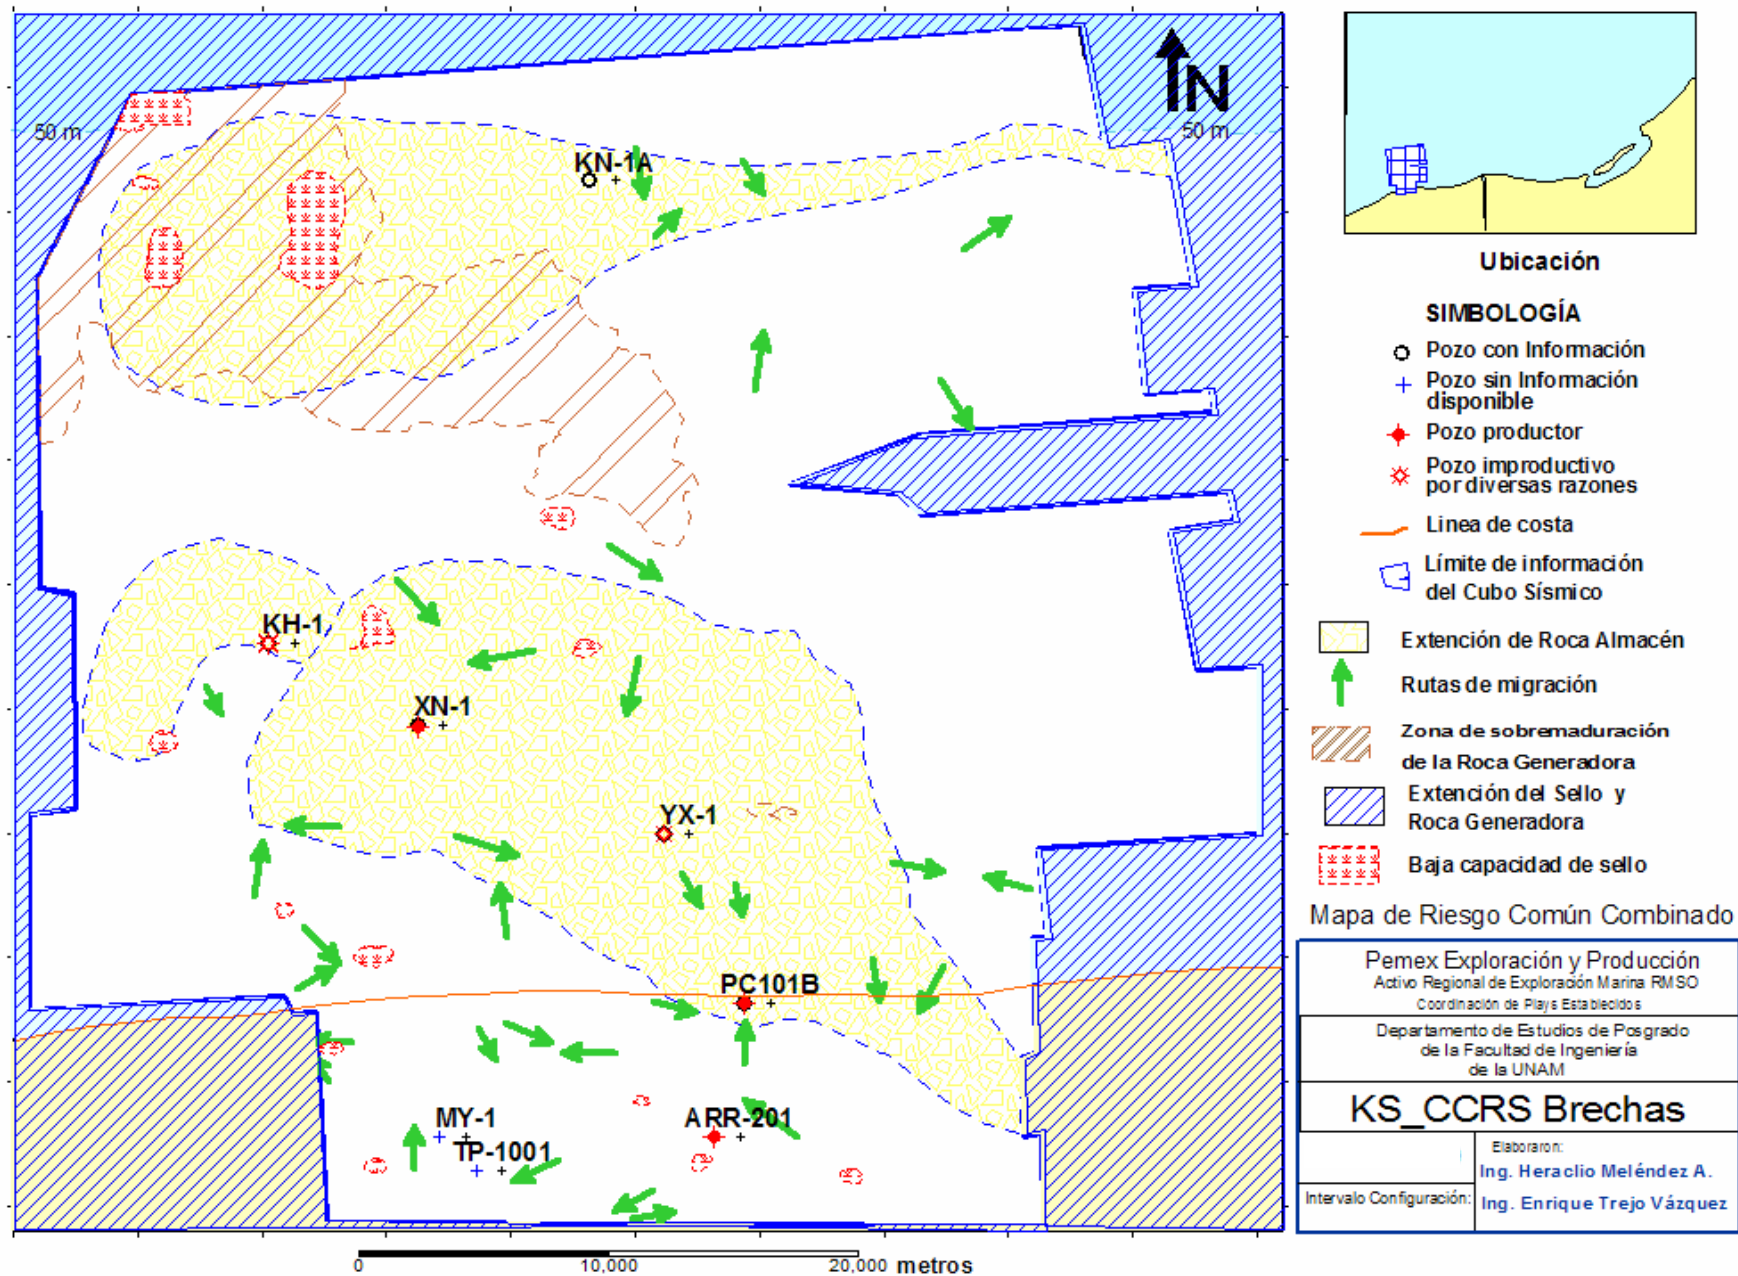 50 m
50 m
N
KN-1A
KH-1
XN-1
YX-1
PC101B
MY-1
TP-1001
ARR-201
0
10,000
20,000 metros
Ubicación
SIMBOLOGÍA
Pozo con Información
Pozo sin Información
disponible
Pozo productor
Pozo improductivo
por diversas razones
Linea de costa
Límite de información
del Cubo Sísmico
Extención de Roca Almacén
Rutas de migración
Zona de sobremaduración
de la Roca Generadora
Extención del Sello y
Roca Generadora
Baja capacidad de sello
Mapa de Riesgo Común Combinado
Pemex Exploración y Producción
Activo Regional de Exploración Marina RMSO
Coordinación de Plays Establecidos
Departamento de Estudios de Posgrado
de la Facultad de Ingeniería
de la UNAM
KS_CCRS Brechas
Elaboraron:
Ing. Heraclio Meléndez A.
Intervalo Configuración:
Ing. Enrique Trejo Vázquez